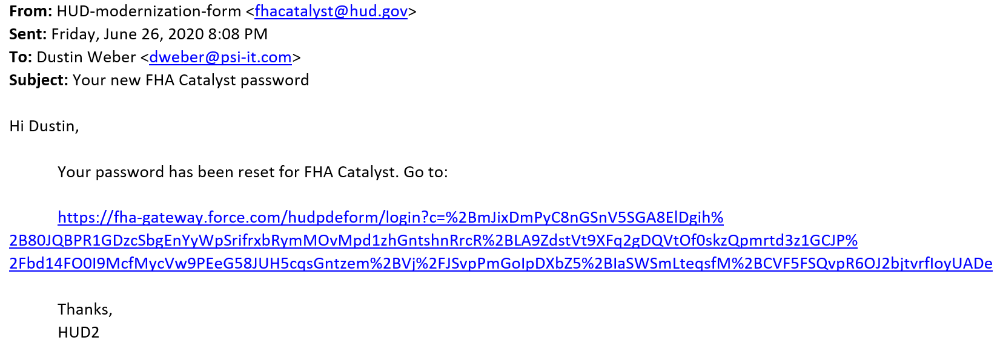 From: HUD-modernization-form <fhacatalyst@hud.gov>
Sent: Friday, June 26, 2020 8:08 PM
To: Dustin Weber <dweber@psi-it.com>
Subject: Your new FHA Catalyst password
Hi Dustin,
Your password has been reset for FHA Catalyst. Go to:
https://fha-gateway.force.com/hudpdeform/login?c=%2BmJixDmPyC8nGSnV5SGA8ElDgih%
2B80JQBPR1GDzcSbgEnYyWpSrifrxbRymMOvMpd1zhGntshnRrcR%2BLA9ZdstVt9XFq2gDQVtOf0skzQpmrtd3z1GCJP%
2Fbd14FO0I9McfMycVw9PEeG58JUH5cqsGntzem%2BVj%2FJSvpPmGoIpDXbZ5%2BIaSWSmLteqsfM%2BCVF5FSQvpR6OJ2bjtvrfIoyUADe
Thanks,
HUD2